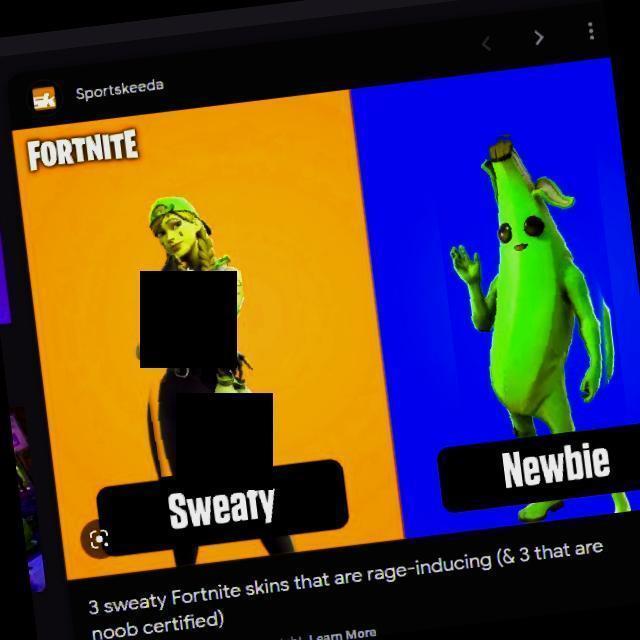 sk Sportskeeda
FORTNITE
Sweaty
Newbie
3 sweaty Fortnite skins that are rage-inducing (& 3 that are
noob certified)
Learn More